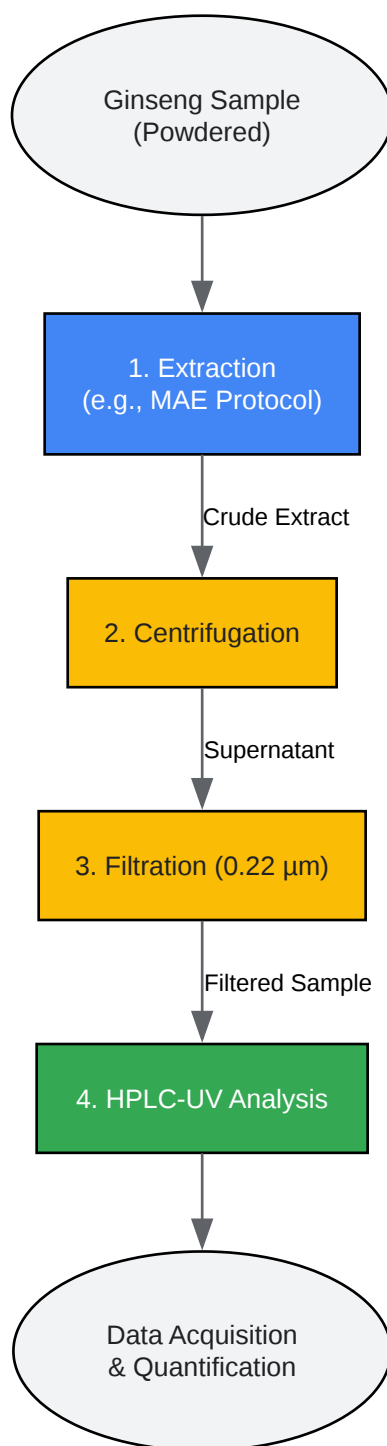 Ginseng Sample
(Powdered)
1. Extraction
(e.g., MAE Protocol)
Crude Extract
2. Centrifugation
Supernatant
3. Filtration (0.22 µm)
Filtered Sample
4. HPLC-UV Analysis
Data Acquisition
& Quantification